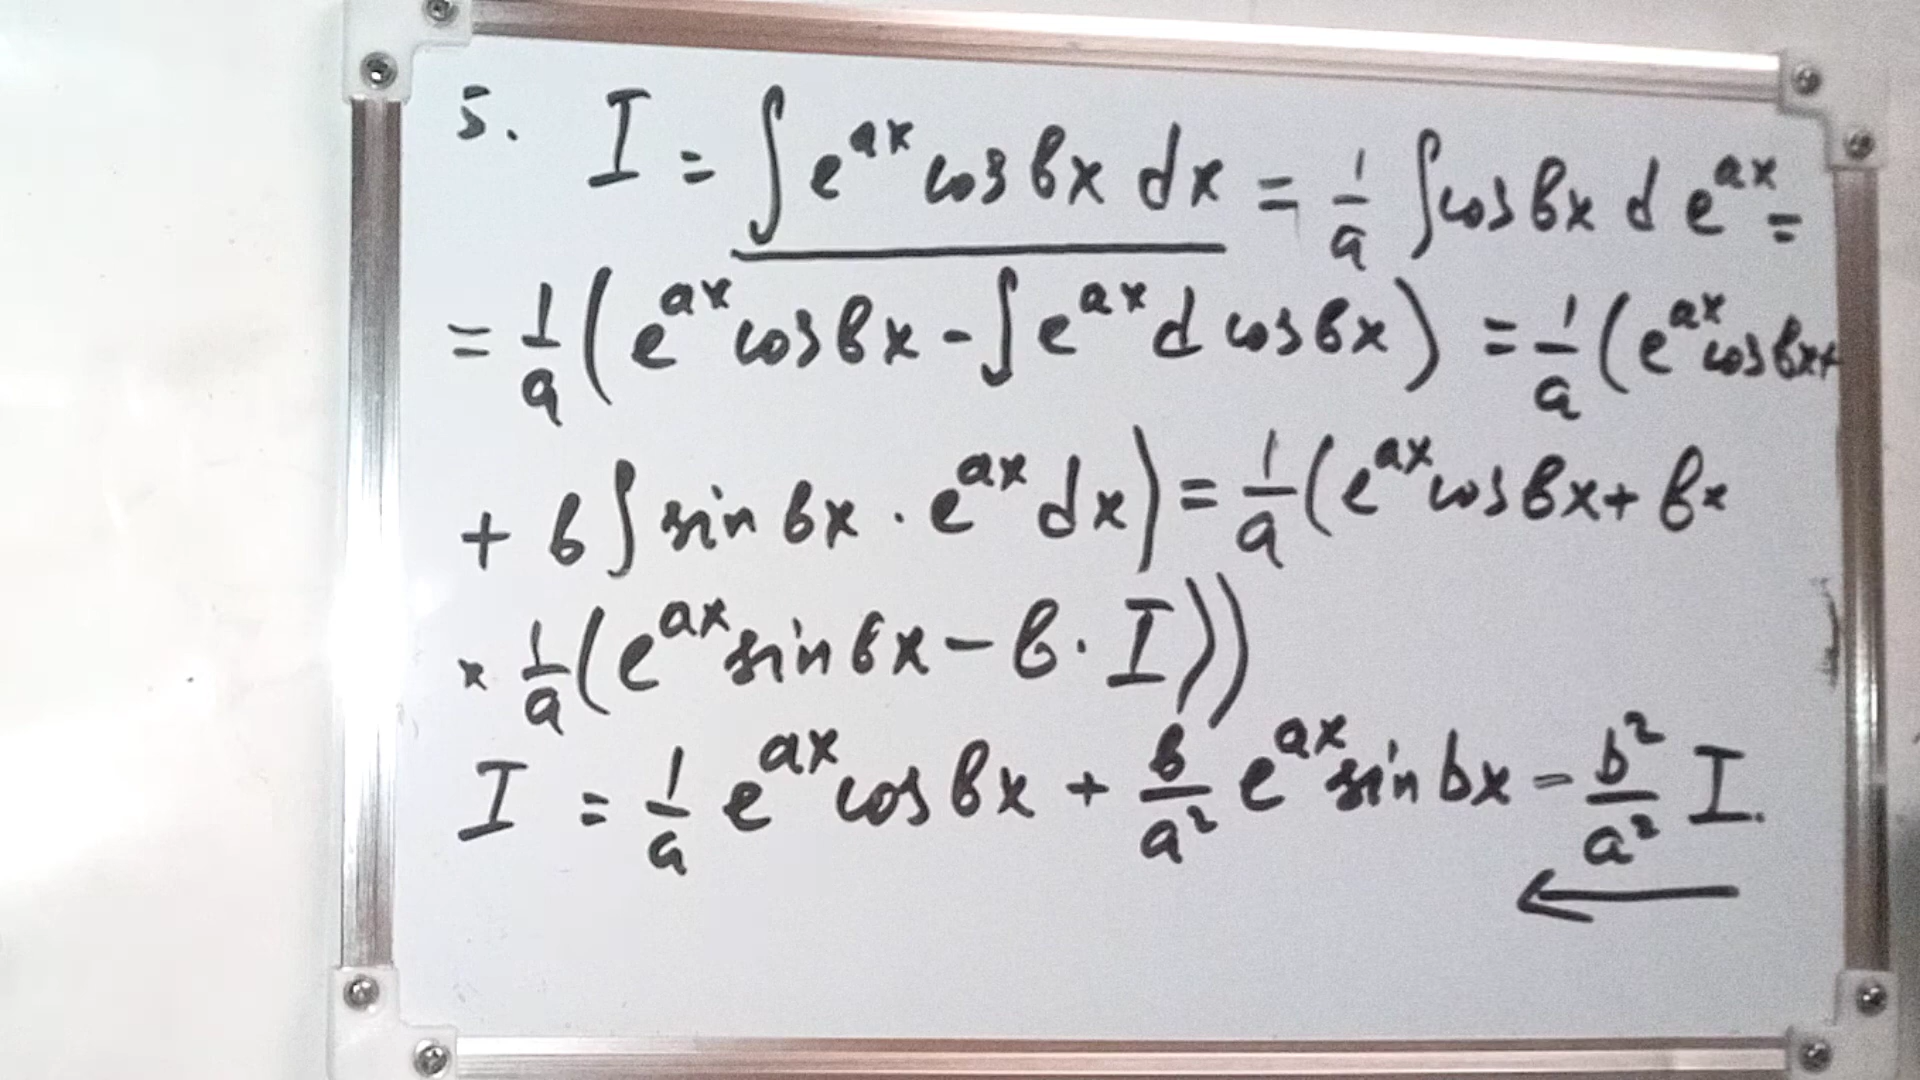 5. I = ∫ e^{ax} cos bx dx = 1/a ∫ cos bx d e^{ax} =
= 1/a ( e^{ax} cos bx - ∫ e^{ax} d cos bx ) = 1/a ( e^{ax} cos bx +
+ b ∫ sin bx · e^{ax} dx ) = 1/a ( e^{ax} cos bx + b ×
× 1/a ( e^{ax} sin bx - b · I ))
I = 1/a e^{ax} cos bx + b/a² e^{ax} sin bx - b²/a² I.